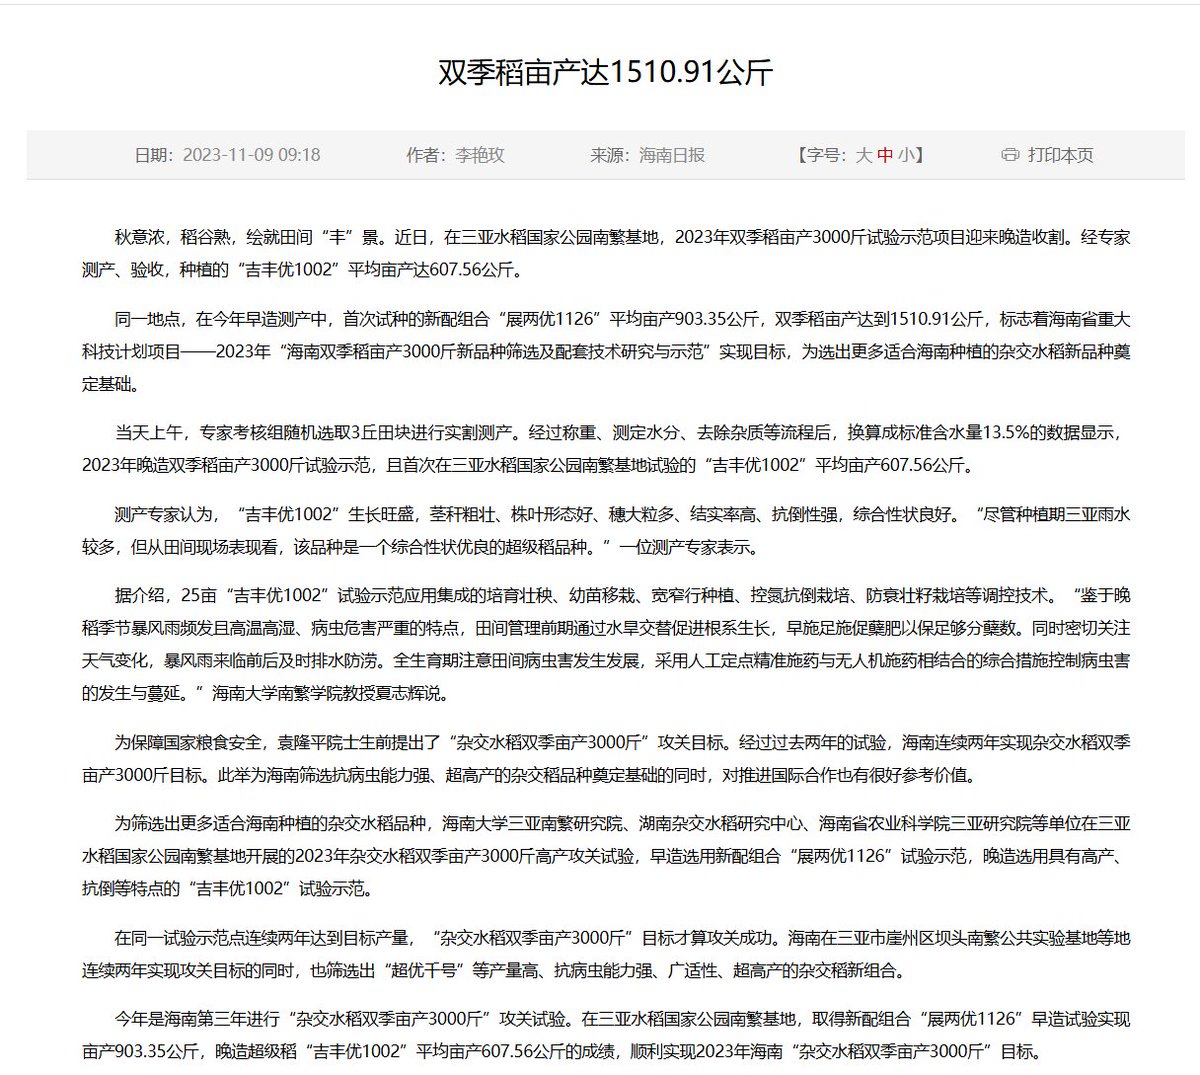 双季稻亩产达1510.91公斤
日期：2023-11-09 09:18 作者：李艳玫 来源：海南日报 【字号：大 中 小】 打印本页
秋意浓，稻谷熟，绘就田间“丰”景。近日，在三亚水稻国家公园南繁基地，2023年双季稻亩产3000斤试验示范项目迎来晚造收割。经专家
测产、验收，种植的“吉丰优1002”平均亩产达607.56公斤。
同一地点，在今年早造测产中，首次试种的新配组合“展两优1126”平均亩产903.35公斤，双季稻亩产达到1510.91公斤，标志着海南省重大
科技计划项目——2023年“海南双季稻亩产3000斤新品种筛选及配套技术研究与示范”实现目标，为选出更多适合海南种植的杂交水稻新品种奠
定基础。
当天上午，专家考核组随机选取3丘田块进行实割测产。经过称重、测定水分、去除杂质等流程后，换算成标准含水量13.5%的数据显示，
2023年晚造双季稻亩产3000斤试验示范，且首次在三亚水稻国家公园南繁基地试验的“吉丰优1002”平均亩产607.56公斤。
测产专家认为，“吉丰优1002”生长旺盛，茎秆粗壮、株叶形态好、穗大粒多、结实率高、抗倒性强，综合性状良好。“尽管种植期三亚雨水
较多，但从田间现场表现看，该品种是一个综合性状优良的超级稻品种。”一位测产专家表示。
据介绍，25亩“吉丰优1002”试验示范应用集成的培育壮秧、幼苗移栽、宽窄行种植、控氮抗倒栽培、防衰壮籽栽培等调控技术。“鉴于晚
稻季节暴风雨频发且高温高湿、病虫危害严重的特点，田间管理前期通过水旱交替促进根系生长，早施足施促蘖肥以保足够分蘖数。同时密切关注
天气变化，暴风雨来临前后及时排水防涝。全生育期注意田间病虫害发生发展，采用人工定点精准施药与无人机施药相结合的综合措施控制病虫害
的发生与蔓延。”海南大学南繁学院教授夏志辉说。
为保障国家粮食安全，袁隆平院士生前提出了“杂交水稻双季亩产3000斤”攻关目标。经过过去两年的试验，海南连续两年实现杂交水稻双季
亩产3000斤目标。此举为海南筛选抗病虫能力强、超高产的杂交稻品种奠定基础的同时，对推进国际合作也有很好参考价值。
为筛选出更多适合海南种植的杂交水稻品种，海南大学三亚南繁研究院、湖南杂交水稻研究中心、海南省农业科学院三亚研究院等单位在三亚
水稻国家公园南繁基地开展的2023年杂交水稻双季亩产3000斤高产攻关试验，早造选用新配组合“展两优1126”试验示范，晚造选用具有高产、
抗倒等特点的“吉丰优1002”试验示范。
在同一试验示范点连续两年达到目标产量，“杂交水稻双季亩产3000斤”目标才算攻关成功。海南在三亚市崖州区坝头南繁公共实验基地等地
连续两年实现攻关目标的同时，也筛选出“超优千号”等产量高、抗病虫能力强、广适性、超高产的杂交稻新组合。
今年是海南第三年进行“杂交水稻双季亩产3000斤”攻关试验。在三亚水稻国家公园南繁基地，取得新配组合“展两优1126”早造试验实现
亩产903.35公斤，晚造超级稻“吉丰优1002”平均亩产607.56公斤的成绩，顺利实现2023年海南“杂交水稻双季亩产3000斤”目标。